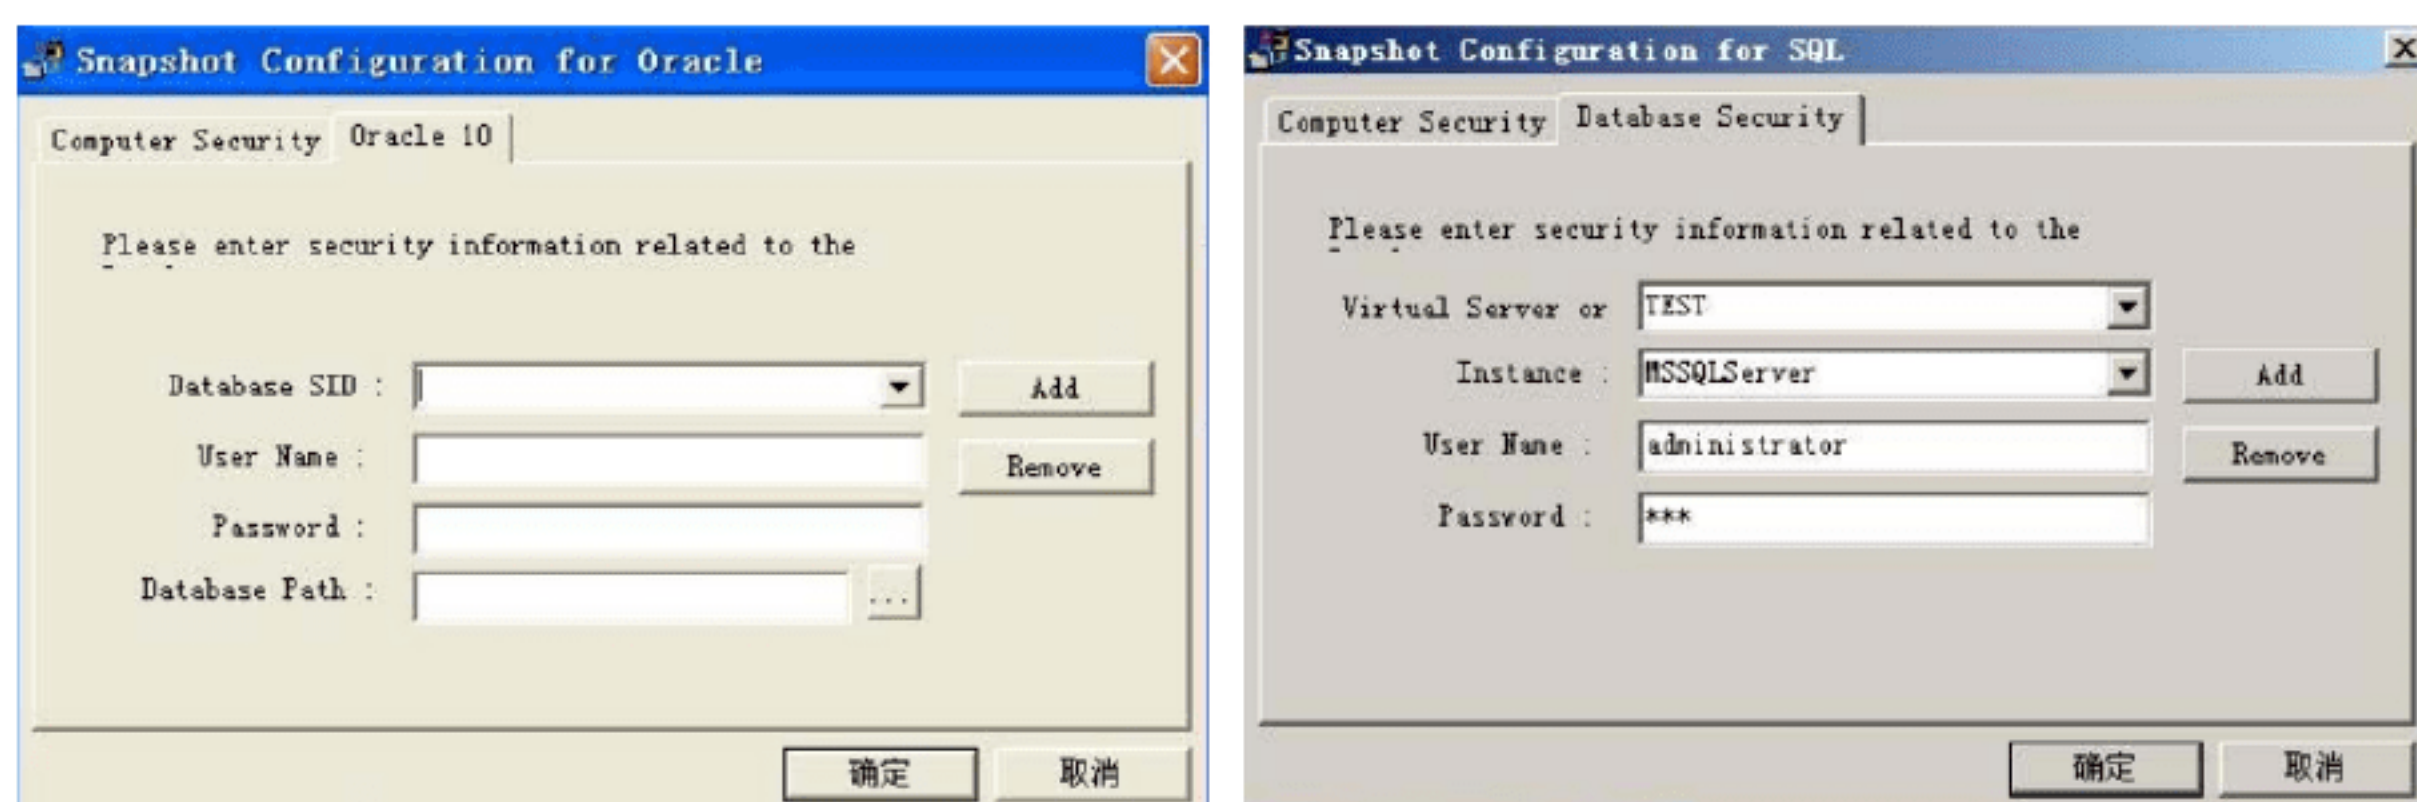 Snapshot Configuration for Oracle
Computer Security Oracle 10
Please enter security information related to the
Database SID :
Add
User Name :
Remove
Password :
Database Path :
...
确定 取消
Snapshot Configuration for SQL
Computer Security Database Security
Please enter security information related to the
Virtual Server or TEST
Instance : MSSQLServer
Add
User Name : administrator
Remove
Password : ***
确定 取消